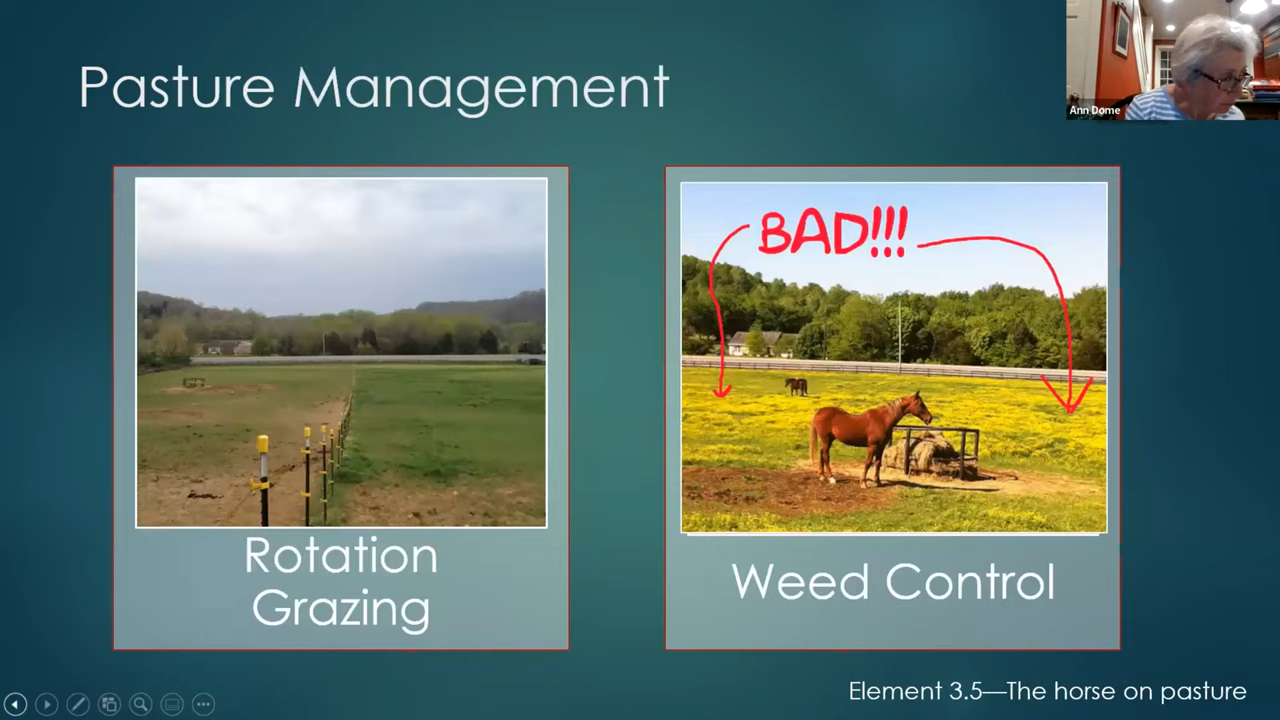 Pasture Management
Ann Dome
BAD!!!
Rotation
Grazing
Weed Control
Element 3.5—The horse on pasture